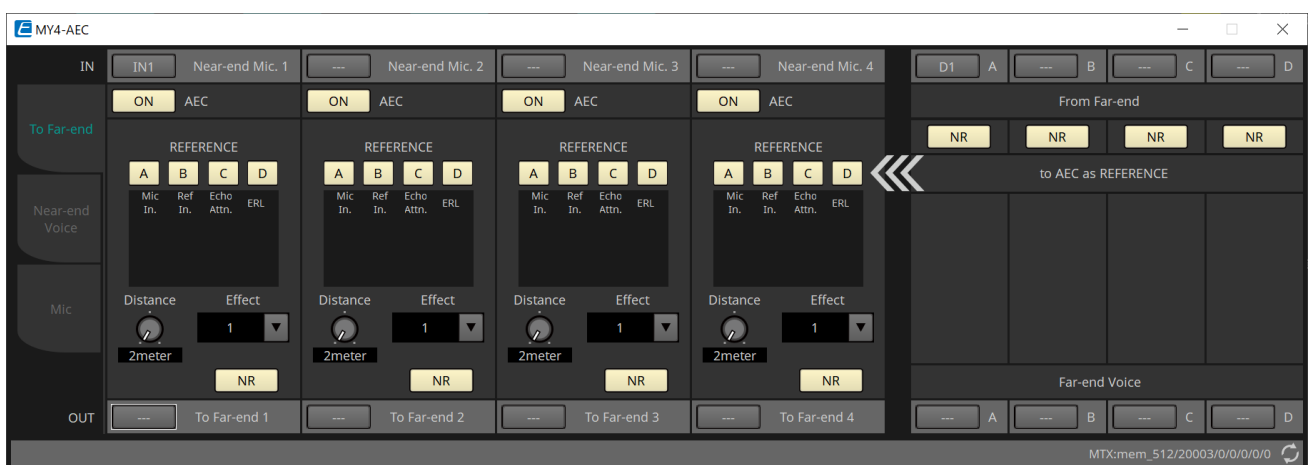 MY4-AEC
IN IN1 Near-end Mic. 1 --- Near-end Mic. 2 --- Near-end Mic. 3 --- Near-end Mic. 4 D1 A --- B --- C --- D
ON AEC ON AEC ON AEC ON AEC From Far-end
To Far-end
NR NR NR NR
REFERENCE REFERENCE REFERENCE REFERENCE
A B C D A B C D A B C D A B C D to AEC as REFERENCE
Mic In. Ref In. Echo Attn. ERL Mic In. Ref In. Echo Attn. ERL Mic In. Ref In. Echo Attn. ERL Mic In. Ref In. Echo Attn. ERL
Near-end
Voice
Mic
Distance Effect Distance Effect Distance Effect Distance Effect
1 1 1 1
2meter 2meter 2meter 2meter
NR NR NR NR Far-end Voice
OUT --- To Far-end 1 --- To Far-end 2 --- To Far-end 3 --- To Far-end 4 --- A --- B --- C --- D
MTX:mem_512/20003/0/0/0/0/0